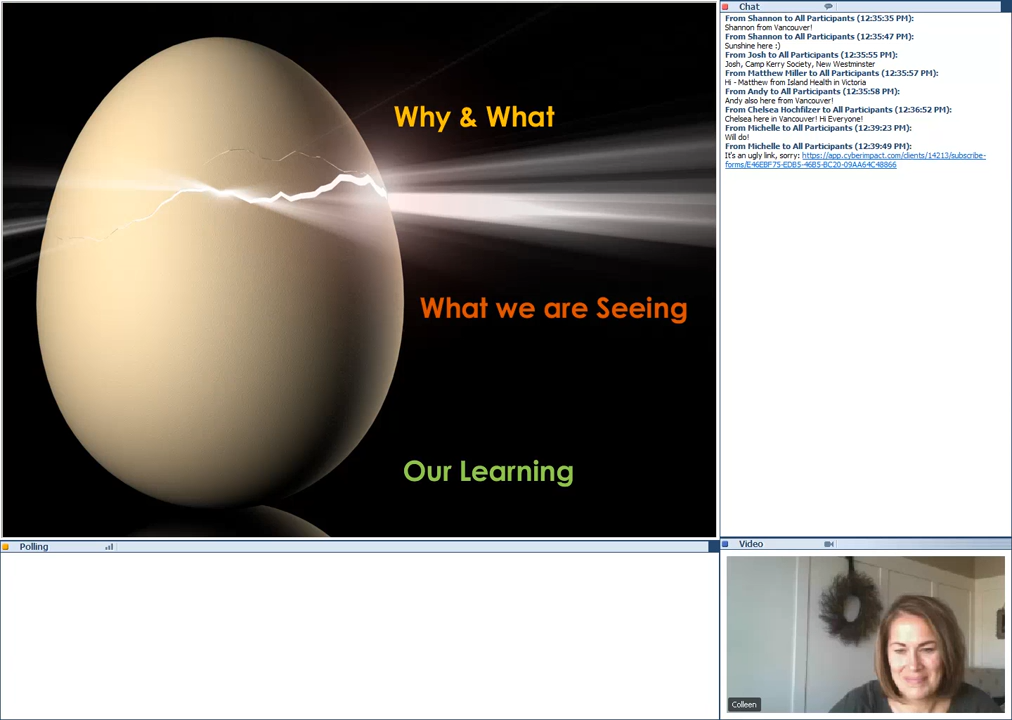 Why & What
What we are Seeing
Our Learning
Polling
Chat
From Shannon to All Participants (12:35:35 PM):
Shannon from Vancouver!
From Shannon to All Participants (12:35:47 PM):
Sunshine here :)
From Josh to All Participants (12:35:55 PM):
Josh, Camp Kerry Society, New Westminster
From Matthew Miller to All Participants (12:35:57 PM):
Hi - Matthew from Island Health in Victoria
From Andy to All Participants (12:35:58 PM):
Andy also here from Vancouver!
From Chelsea Hochfilzer to All Participants (12:36:52 PM):
Chelsea here in Vancouver! Hi Everyone!
From Michelle to All Participants (12:39:23 PM):
Will do!
From Michelle to All Participants (12:39:49 PM):
It's an ugly link, sorry: https://app.cyberimpact.com/clients/14213/subscribe-
forms/E46EBF75-EDB5-46B5-BC20-09AA64C48866
Video
Colleen